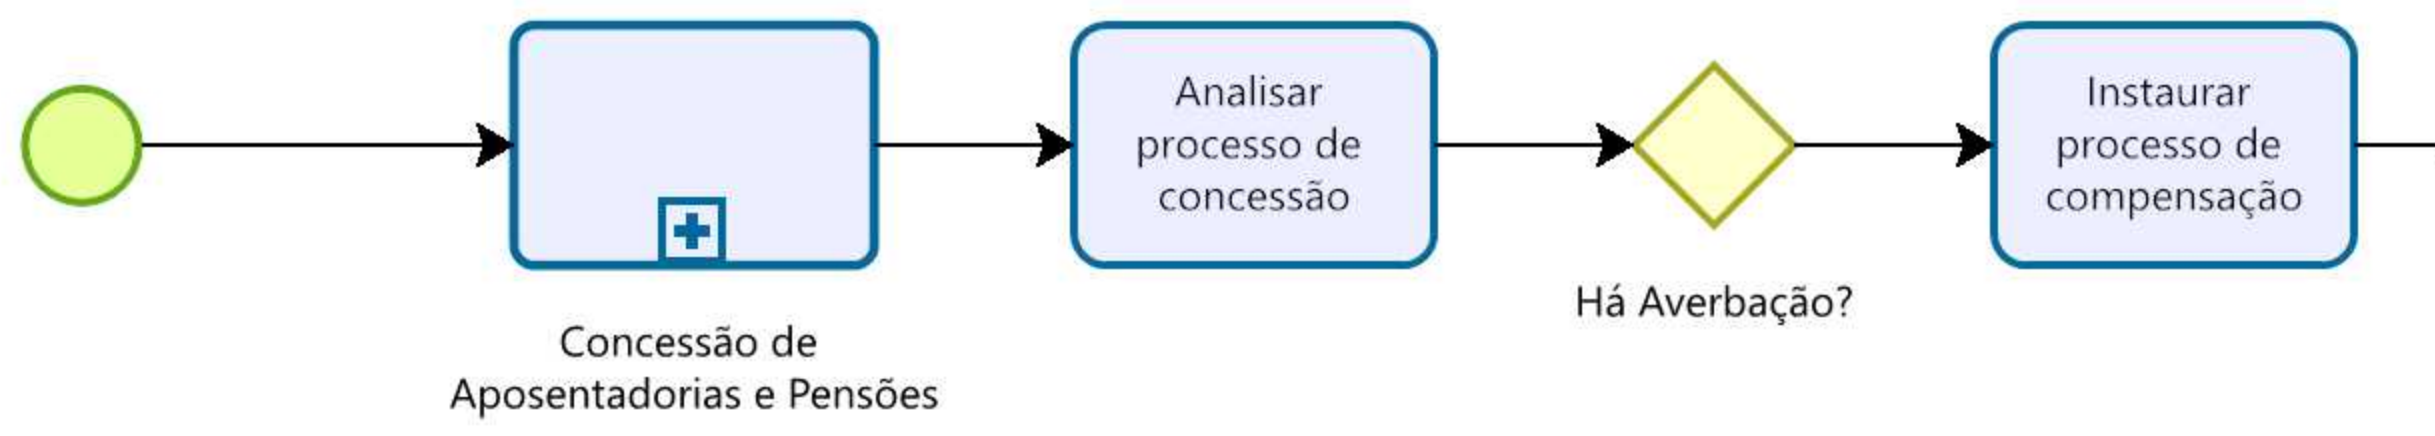 Concessão de
Aposentadorias e Pensões
Analisar
processo de
concessão
Há Averbação?
Instaurar
processo de
compensação